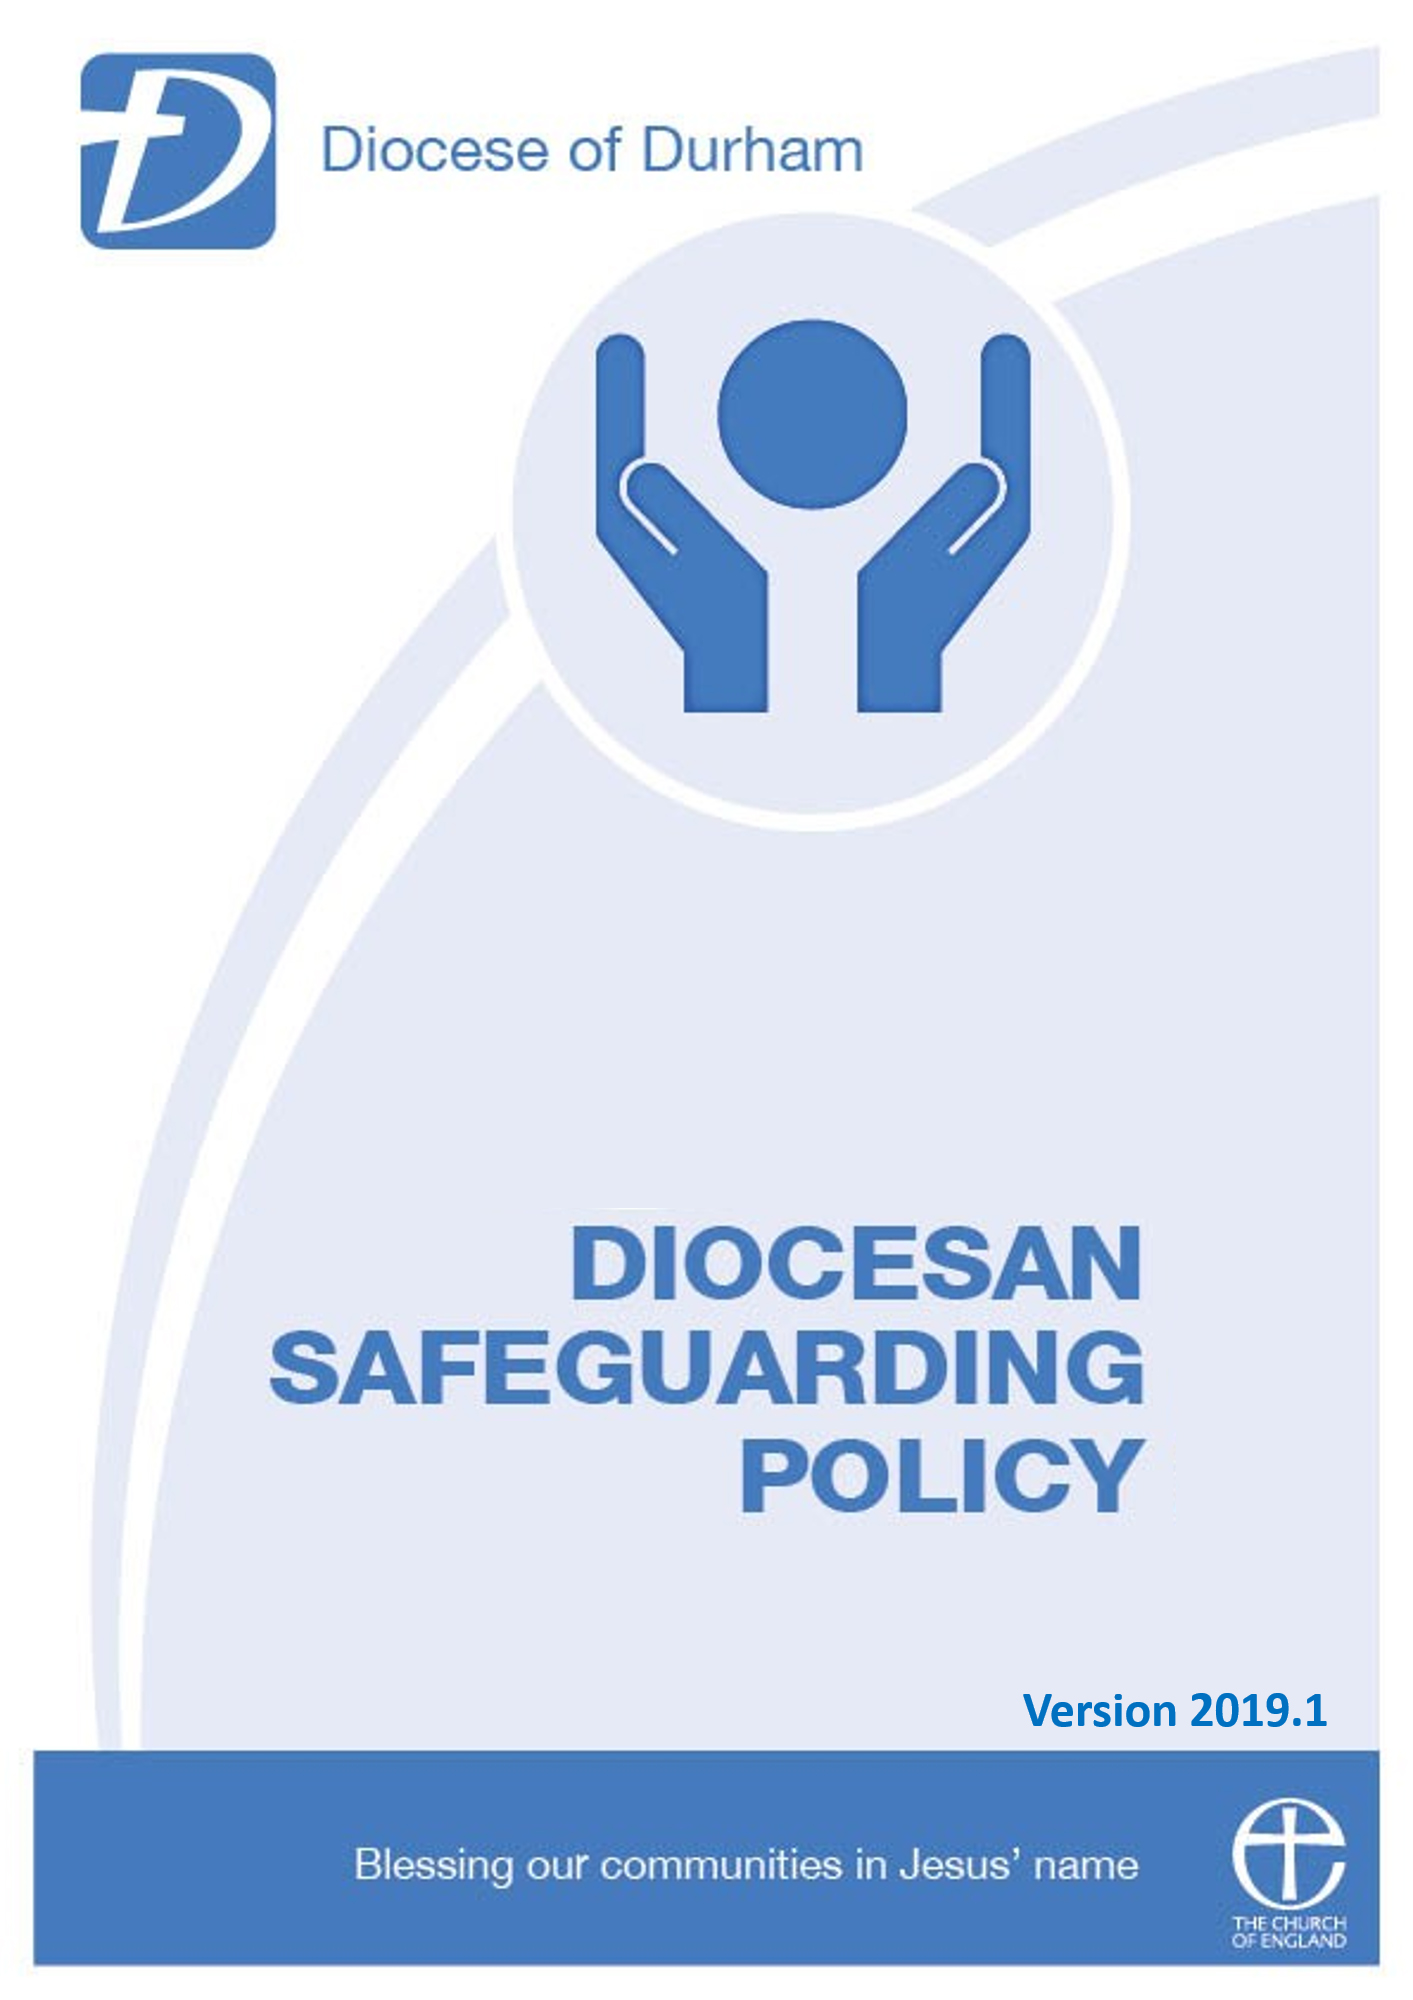 Diocese of Durham
DIOCESAN
SAFEGUARDING
POLICY
Version 2019.1
Blessing our communities in Jesus’ name
THE CHURCH
OF ENGLAND